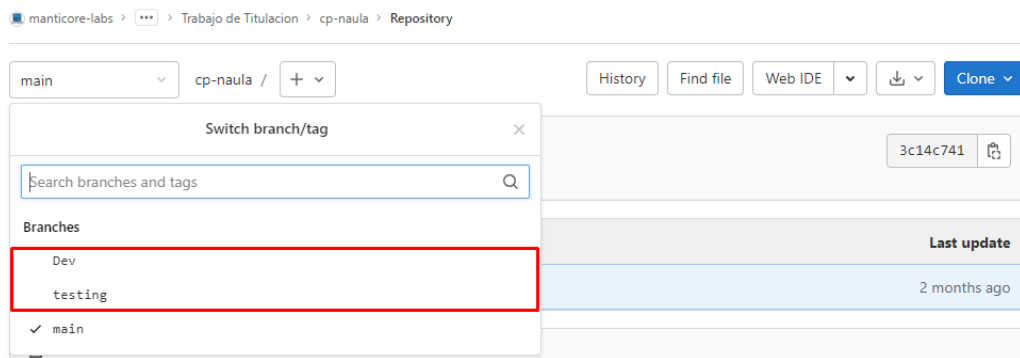 manticore-labs > ... > Trabajo de Titulacion > cp-naula > Repository
main cp-naula / + History Find file Web IDE Clone
Switch branch/tag
3c14c741
Search branches and tags
Branches
Last update
Dev
2 months ago
testing
main